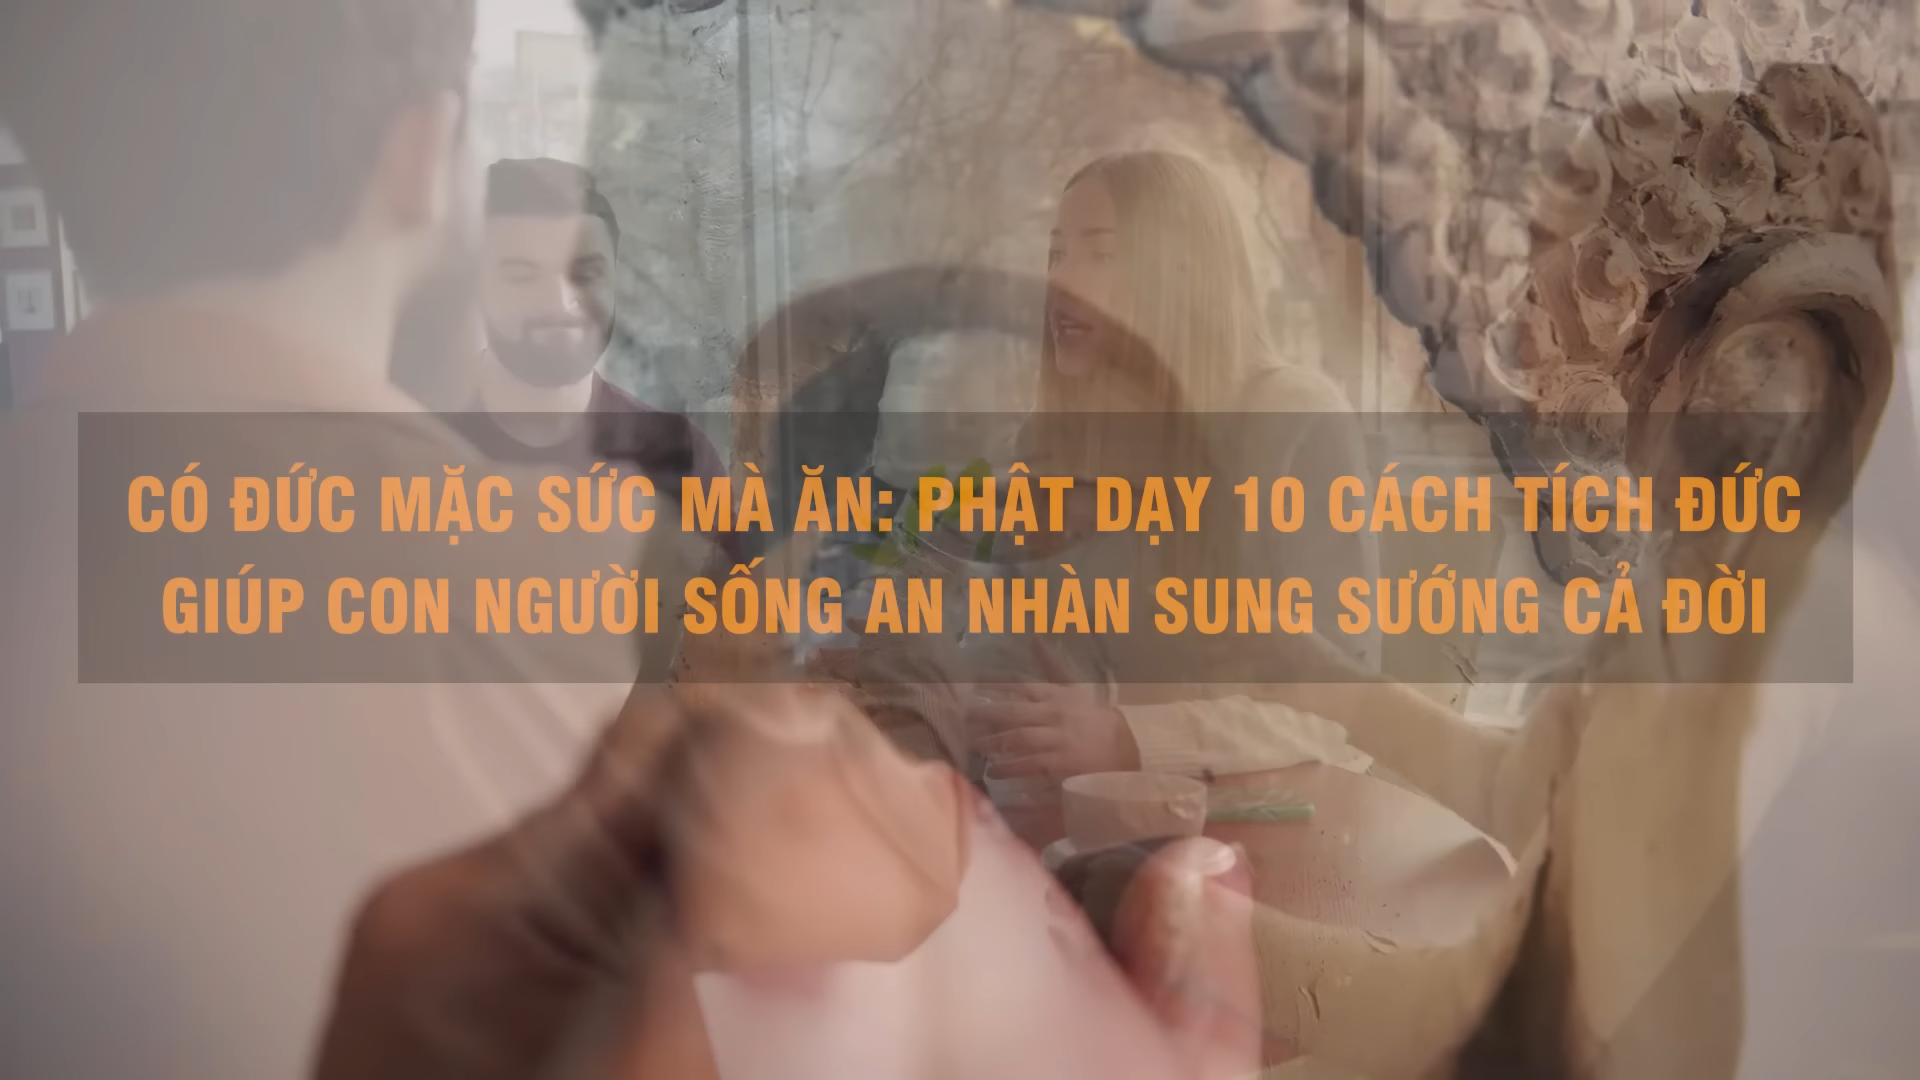 CÓ ĐỨC MẶC SỨC MÀ ĂN: PHẬT DẠY 10 CÁCH TÍCH ĐỨC
GIÚP CON NGƯỜI SỐNG AN NHÀN SUNG SƯỚNG CẢ ĐỜI